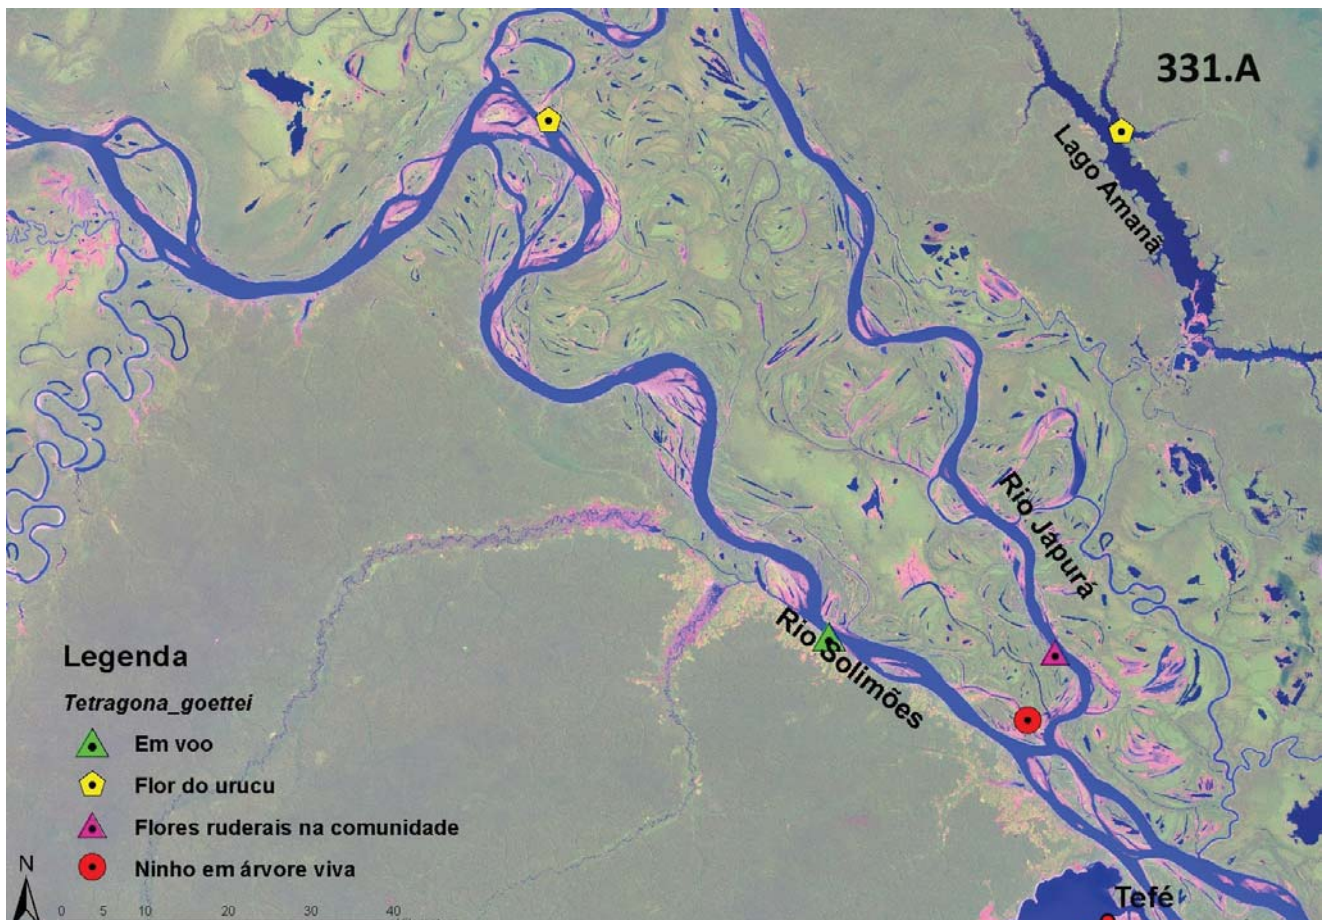 331.A
Lago Amanã
Rio Japurá
Rio Solimões
Legenda
Tetragona_goettei
Em voo
Flor do urucu
Flores ruderais na comunidade
Ninho em árvore viva
N
0 5 10 20 30 40
Tefé